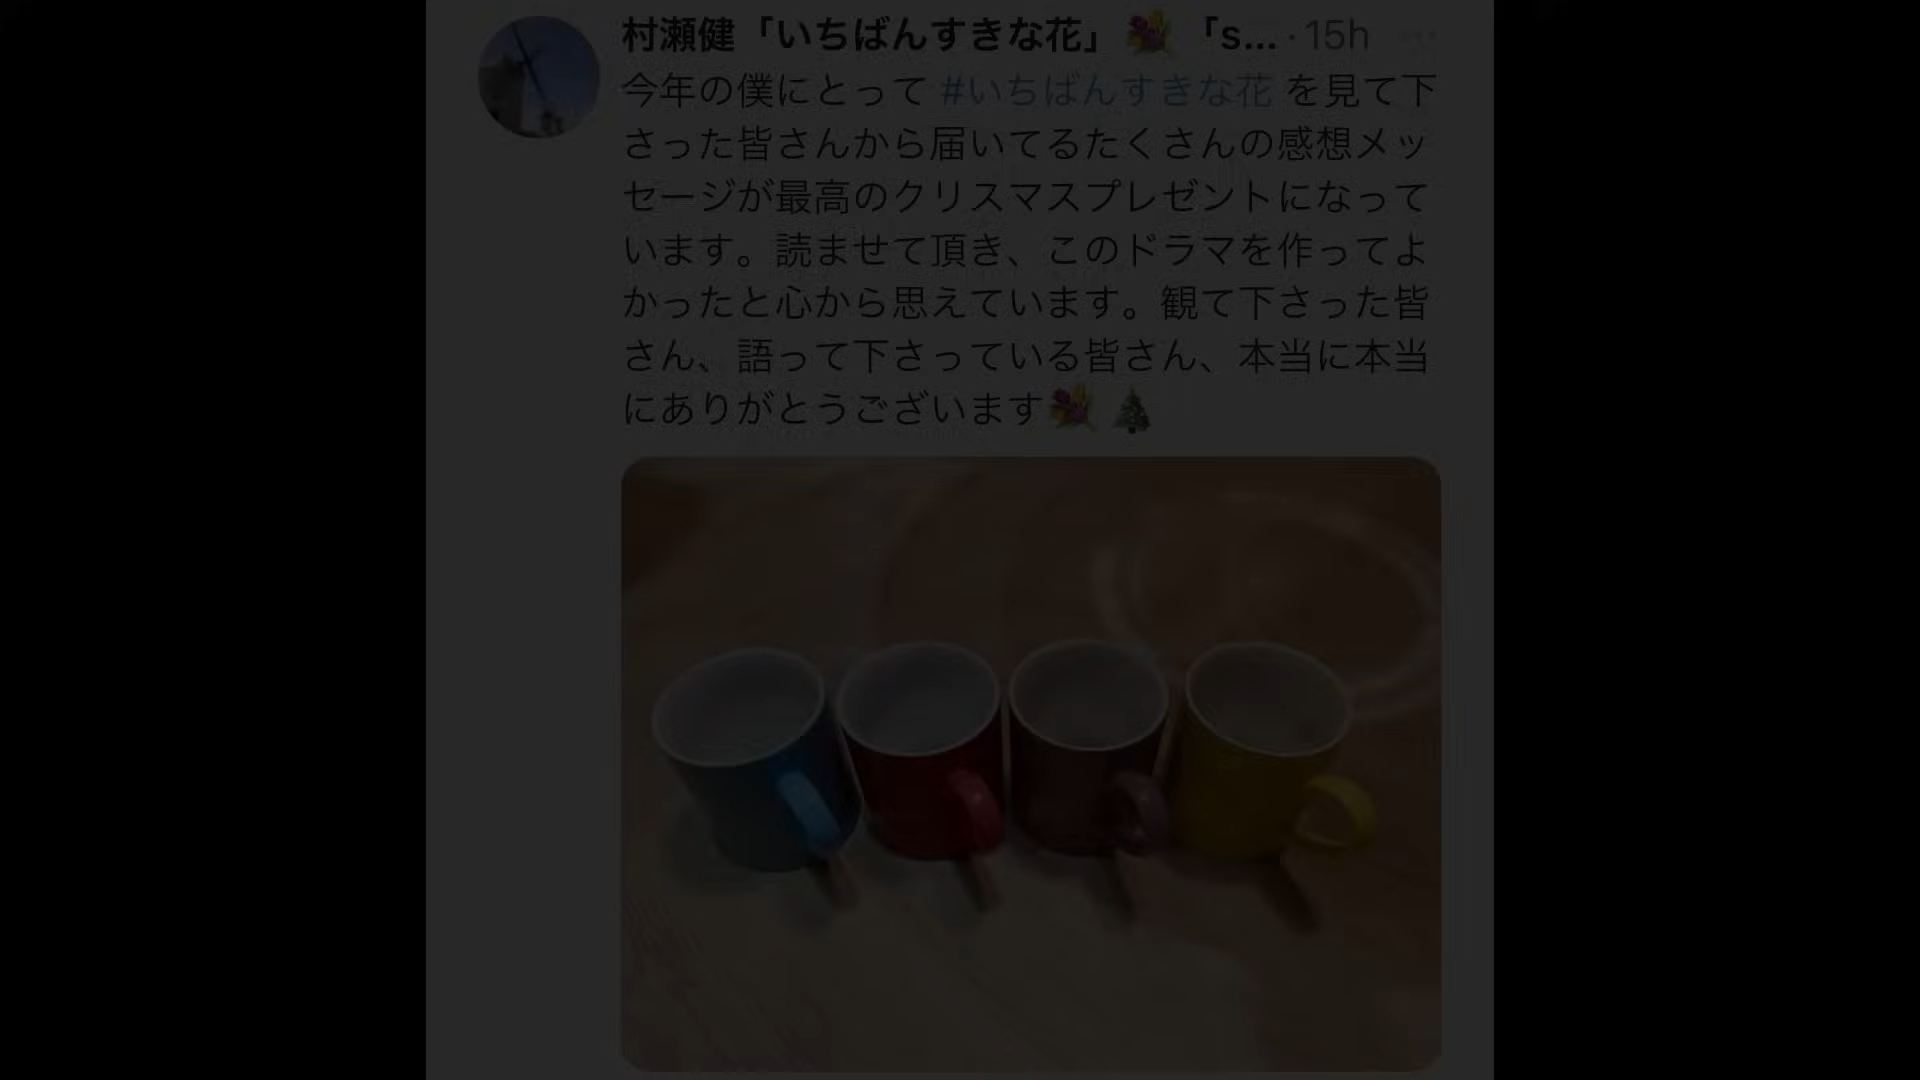 村瀬健「いちばんすきな花」💐「s... · 15h
今年の僕にとって #いちばんすきな花 を見て下
さった皆さんから届いてるたくさんの感想メッ
セージが最高のクリスマスプレゼントになって
います。読ませて頂き、このドラマを作ってよ
かったと心から思えています。観て下さった皆
さん、語って下さっている皆さん、本当に本当
にありがとうございます💐 🎄